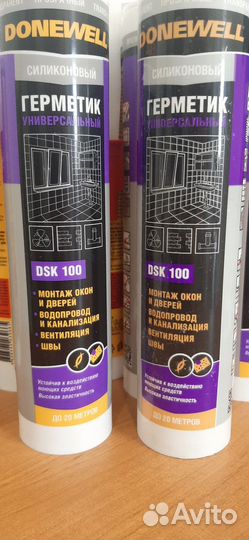 ПРОЗРАЧНЫЙ
DONEWELL
СИЛИКОНОВЫЙ
ГЕРМЕТИК
УНИВЕРСАЛЬНЫЙ
DSK 100
• МОНТАЖ ОКОН
И ДВЕРЕЙ
• ВОДОПРОВОД
И КАНАЛИЗАЦИЯ
• ВЕНТИЛЯЦИЯ
• ШВЫ
Устойчив к воздействию
моющих средств
Высокая эластичность
ДО 20 МЕТРОВ
DONEWELL
СИЛИКОНОВЫЙ
ГЕРМЕТИК
УНИВЕРСАЛЬНЫЙ
DSK 100
• МОНТАЖ ОКОН
И ДВЕРЕЙ
• ВОДОПРОВОД
И КАНАЛИЗАЦИЯ
• ВЕНТИЛЯЦИЯ
• ШВЫ
Устойчив к воздействию
моющих средств
Высокая эластичность
ДО 20 МЕТРОВ
Avito